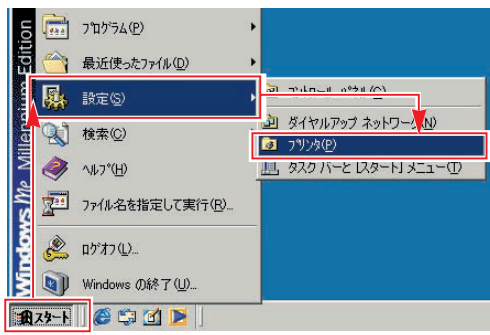 Windows Me Millennium Edition
プログラム(P)
最近使ったファイル(D)
設定(S)
検索(C)
ヘルプ(H)
ファイル名を指定して実行(R)...
ログオフ(L)...
Windows の終了(U)...
コントロール パネル(C)
ダイヤルアップ ネットワーク(N)
プリンタ(P)
タスク バーと [スタート] メニュー(T)
スタート